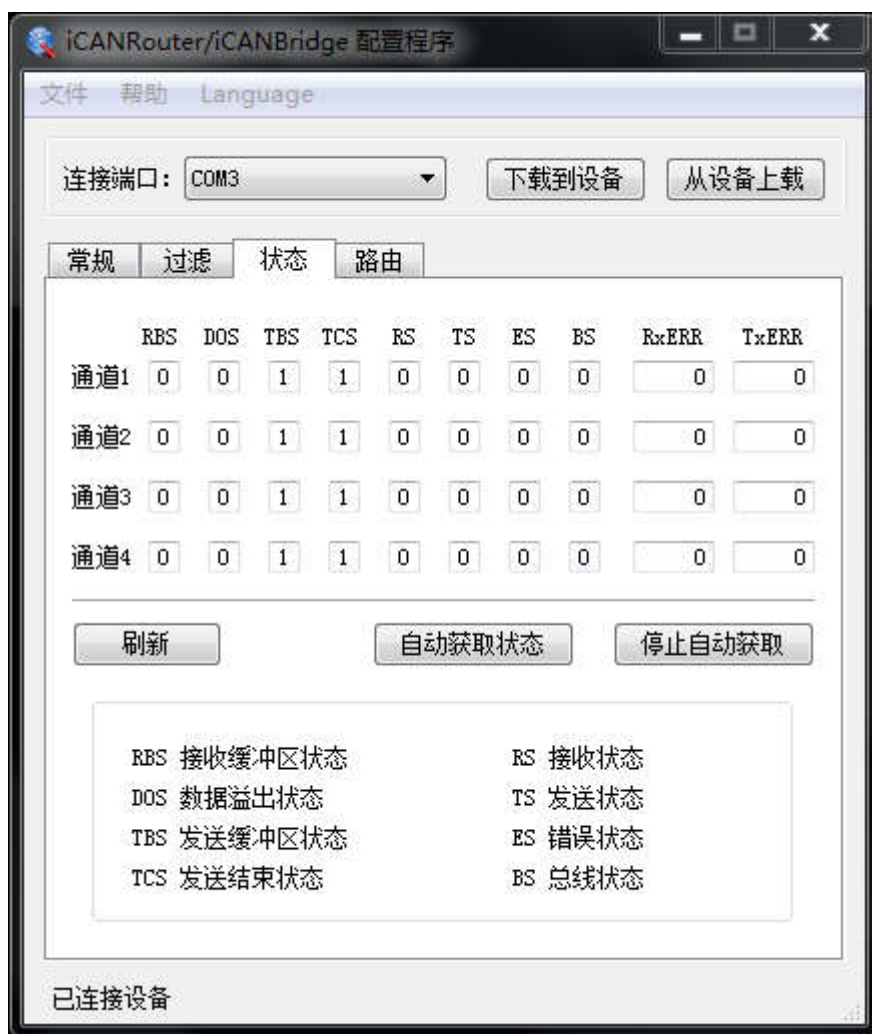 iCANRouter/iCANBridge 配置程序
文件 帮助 Language
连接端口: COM3 下载到设备 从设备上载
常规 过滤 状态 路由
RBS DOS TBS TCS RS TS ES BS RxERR TxERR
通道1 0 0 1 1 0 0 0 0 0 0
通道2 0 0 1 1 0 0 0 0 0 0
通道3 0 0 1 1 0 0 0 0 0 0
通道4 0 0 1 1 0 0 0 0 0 0
刷新 自动获取状态 停止自动获取
RBS 接收缓冲区状态 RS 接收状态
DOS 数据溢出状态 TS 发送状态
TBS 发送缓冲区状态 ES 错误状态
TCS 发送结束状态 BS 总线状态
已连接设备